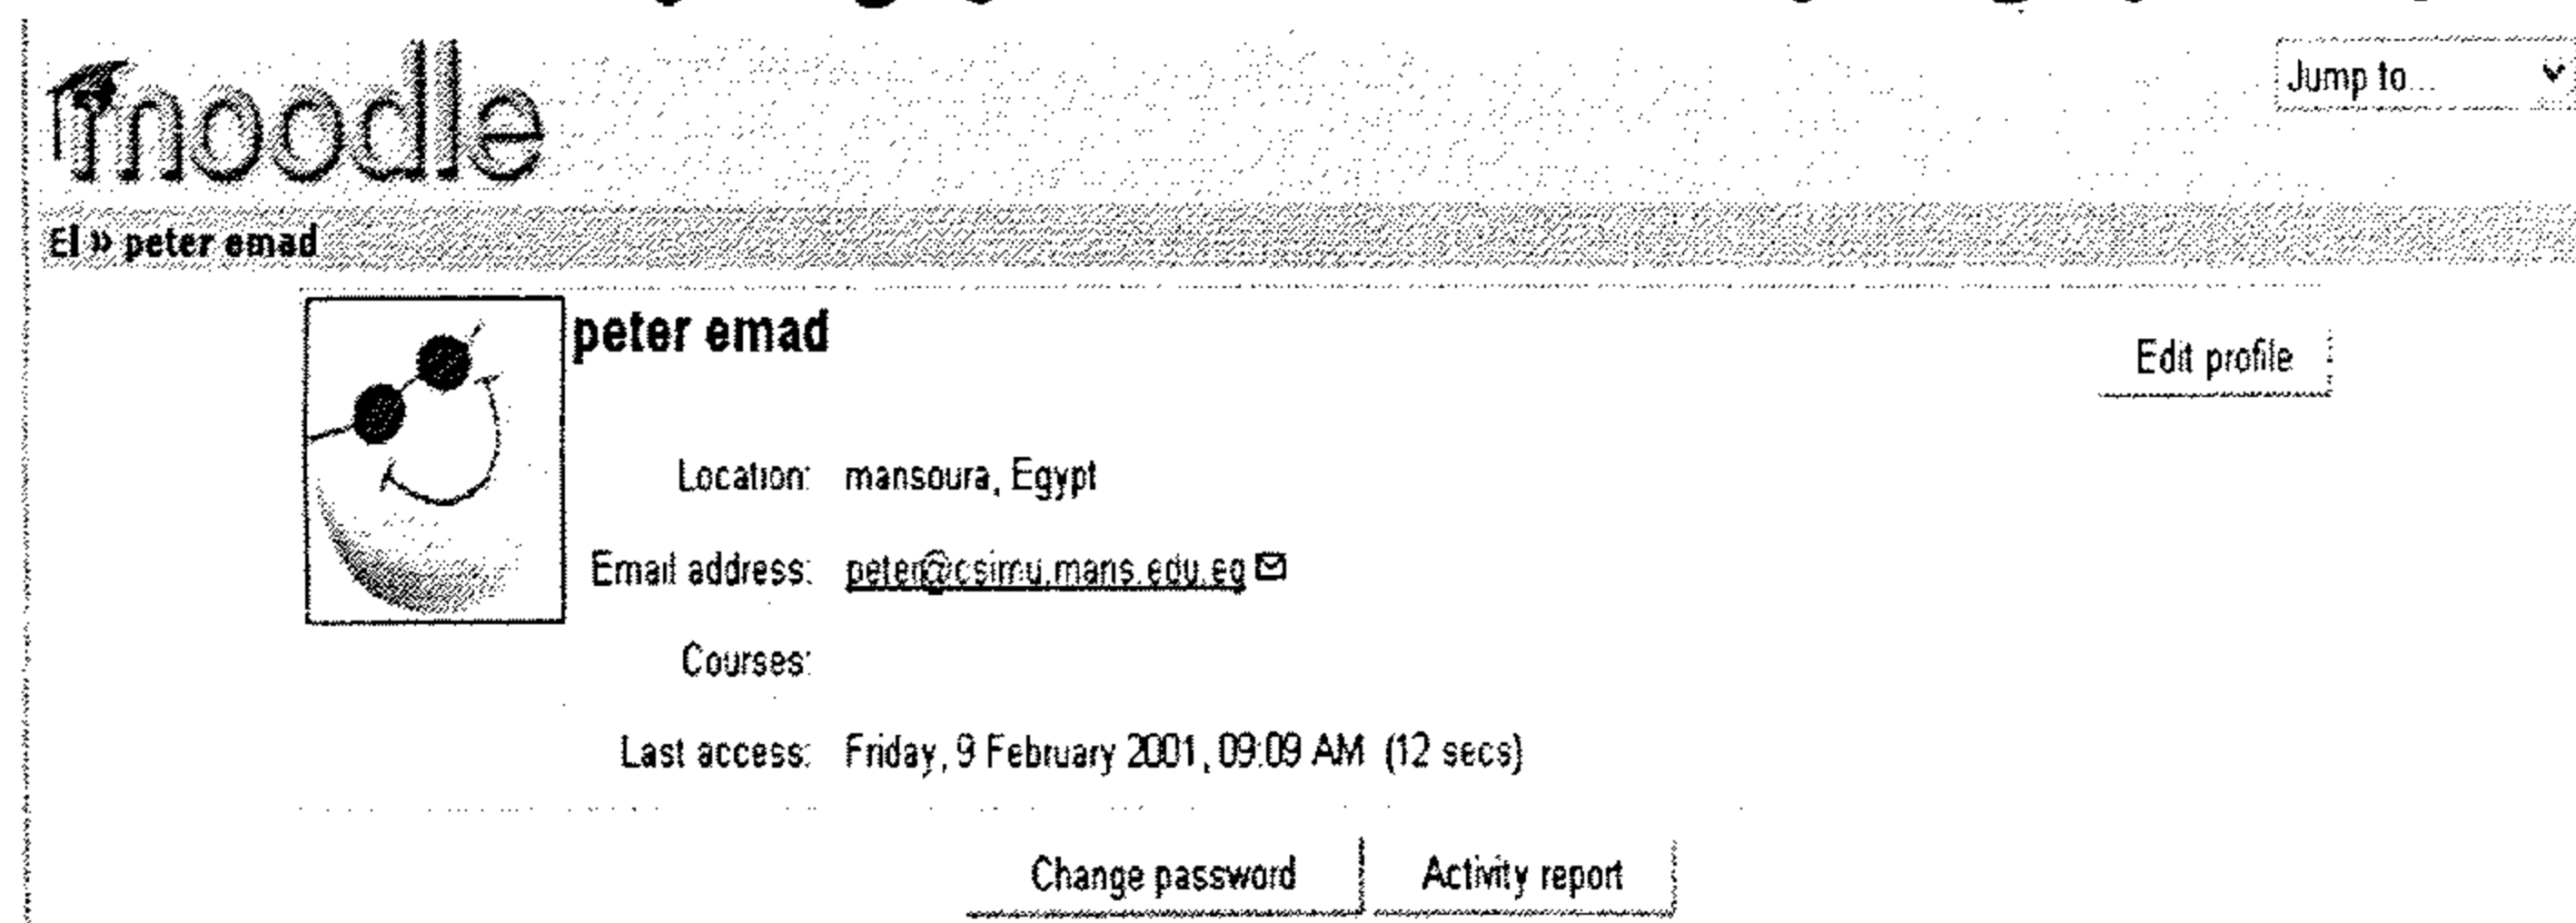 moodle
Jump to...
El » peter emad
peter emad
Edit profile
Location: mansoura, Egypt
Email address: peter@csimu.mans.edu.eg
Courses:
Last access: Friday, 9 February 2001, 09:09 AM (12 secs)
Change password
Activity report